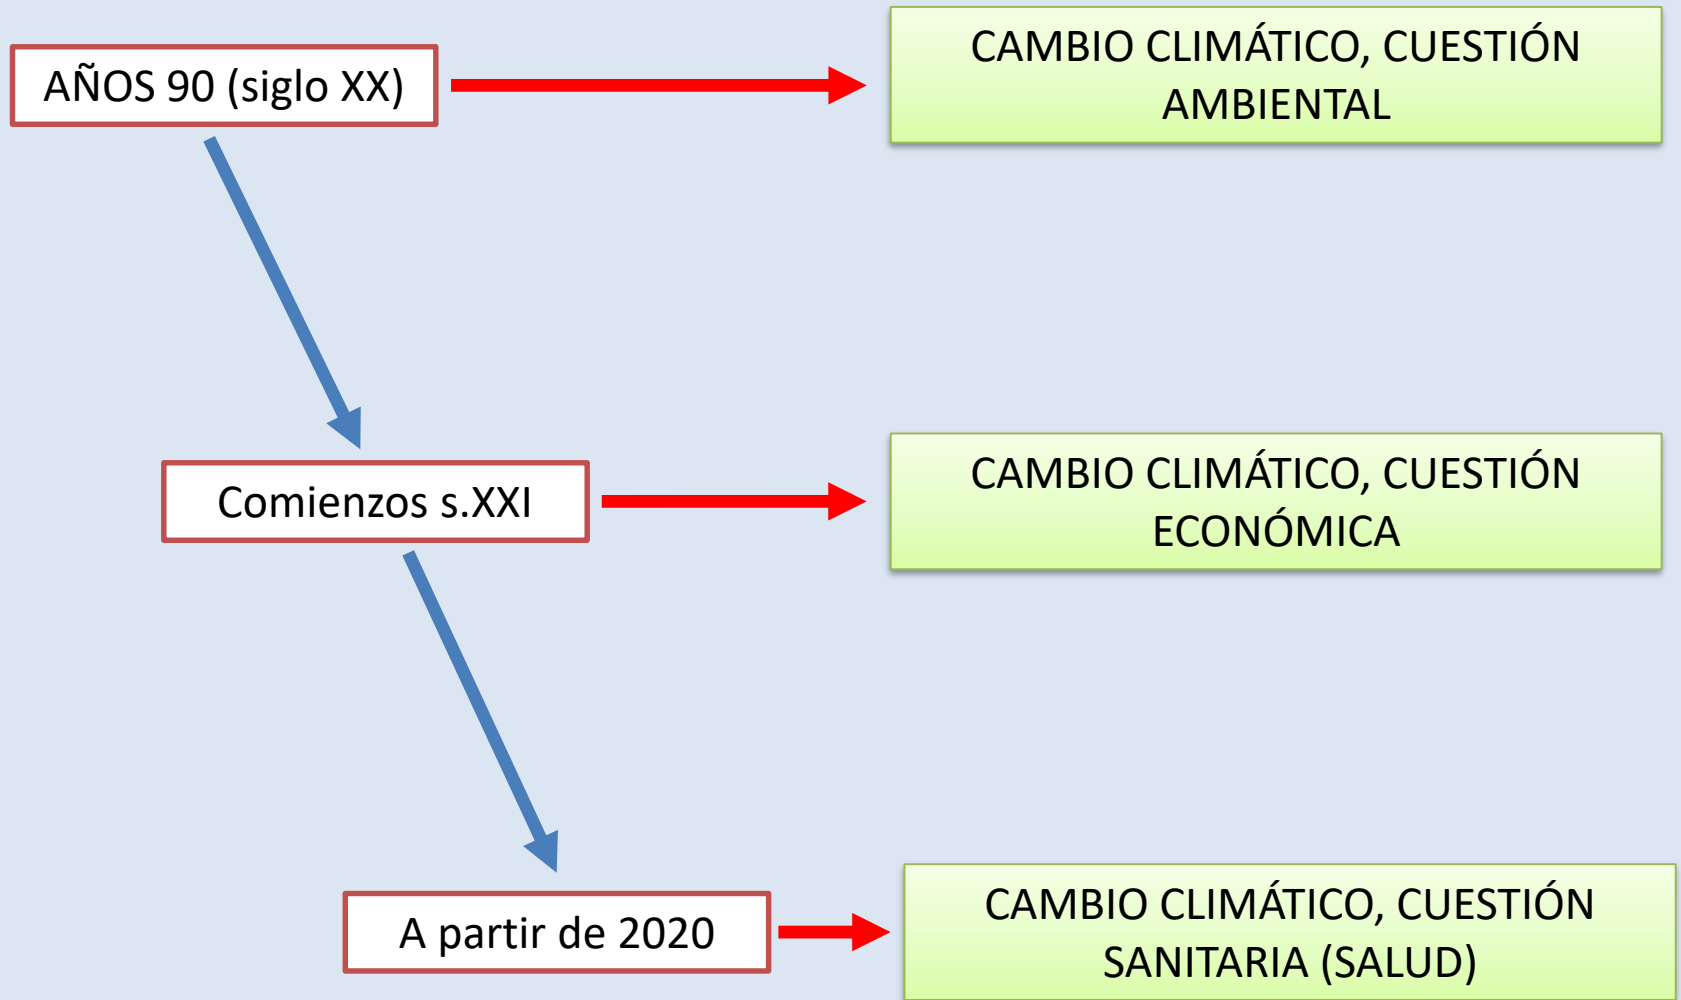 AÑOS 90 (siglo XX)
CAMBIO CLIMÁTICO, CUESTIÓN
AMBIENTAL
Comienzos s.XXI
CAMBIO CLIMÁTICO, CUESTIÓN
ECONÓMICA
A partir de 2020
CAMBIO CLIMÁTICO, CUESTIÓN
SANITARIA (SALUD)